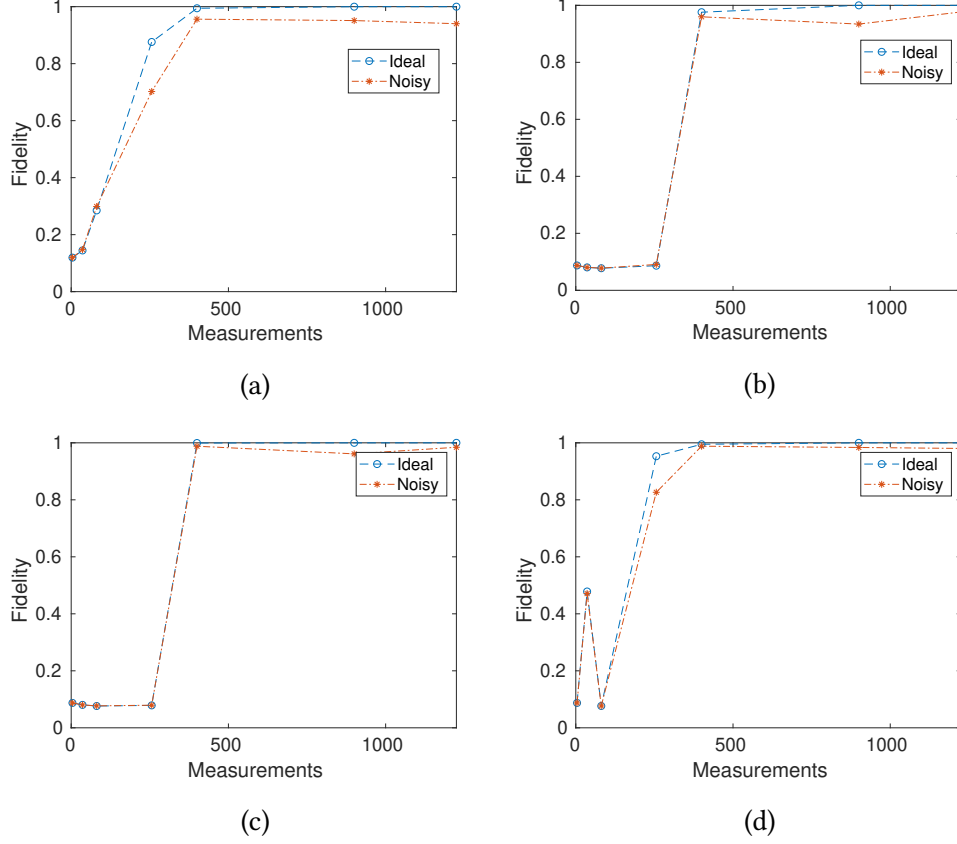 1
0.8
0.6
0.4
0.2
0
Fidelity
0 500 1000
Measurements
Ideal
Noisy
(a)
1
0.8
0.6
0.4
0.2
0
Fidelity
0 500 1000
Measurements
Ideal
Noisy
(b)
1
0.8
0.6
0.4
0.2
0
Fidelity
0 500 1000
Measurements
Ideal
Noisy
(c)
1
0.8
0.6
0.4
0.2
0
Fidelity
0 500 1000
Measurements
Ideal
Noisy
(d)